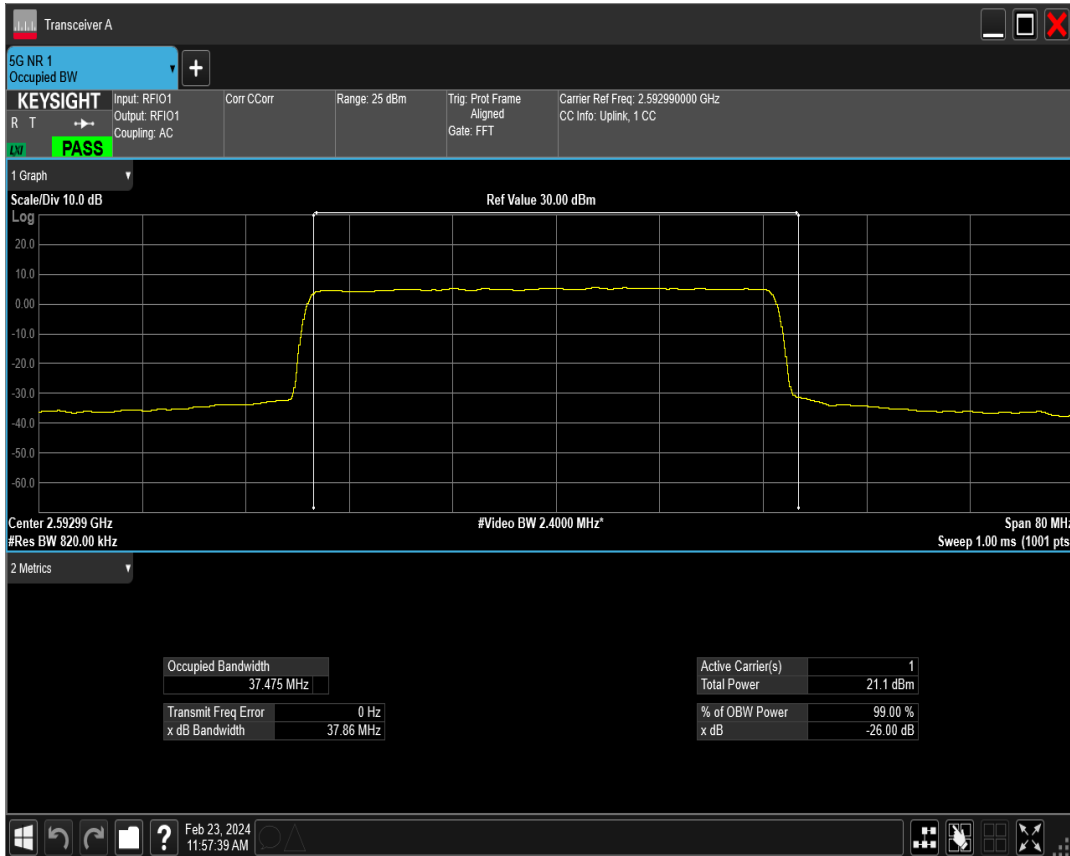 Transceiver A
5G NR 1
Occupied BW
+
KEYSIGHT
R T
LXI
PASS
Input: RFIO1
Output: RFIO1
Coupling: AC
Corr CCorr
Range: 25 dBm
Trig: Prot Frame
Aligned
Gate: FFT
Carrier Ref Freq: 2.592990000 GHz
CC Info: Uplink, 1 CC
1 Graph
Scale/Div 10.0 dB
Ref Value 30.00 dBm
Log
20.0
10.0
0.00
-10.0
-20.0
-30.0
-40.0
-50.0
-60.0
Center 2.59299 GHz
#Video BW 2.4000 MHz*
Span 80 MHz
#Res BW 820.00 kHz
Sweep 1.00 ms (1001 pts
2 Metrics
Occupied Bandwidth
37.475 MHz
Transmit Freq Error 0 Hz
x dB Bandwidth 37.86 MHz
Active Carrier(s) 1
Total Power 21.1 dBm
% of OBW Power 99.00 %
x dB -26.00 dB
?
Feb 23, 2024
11:57:39 AM